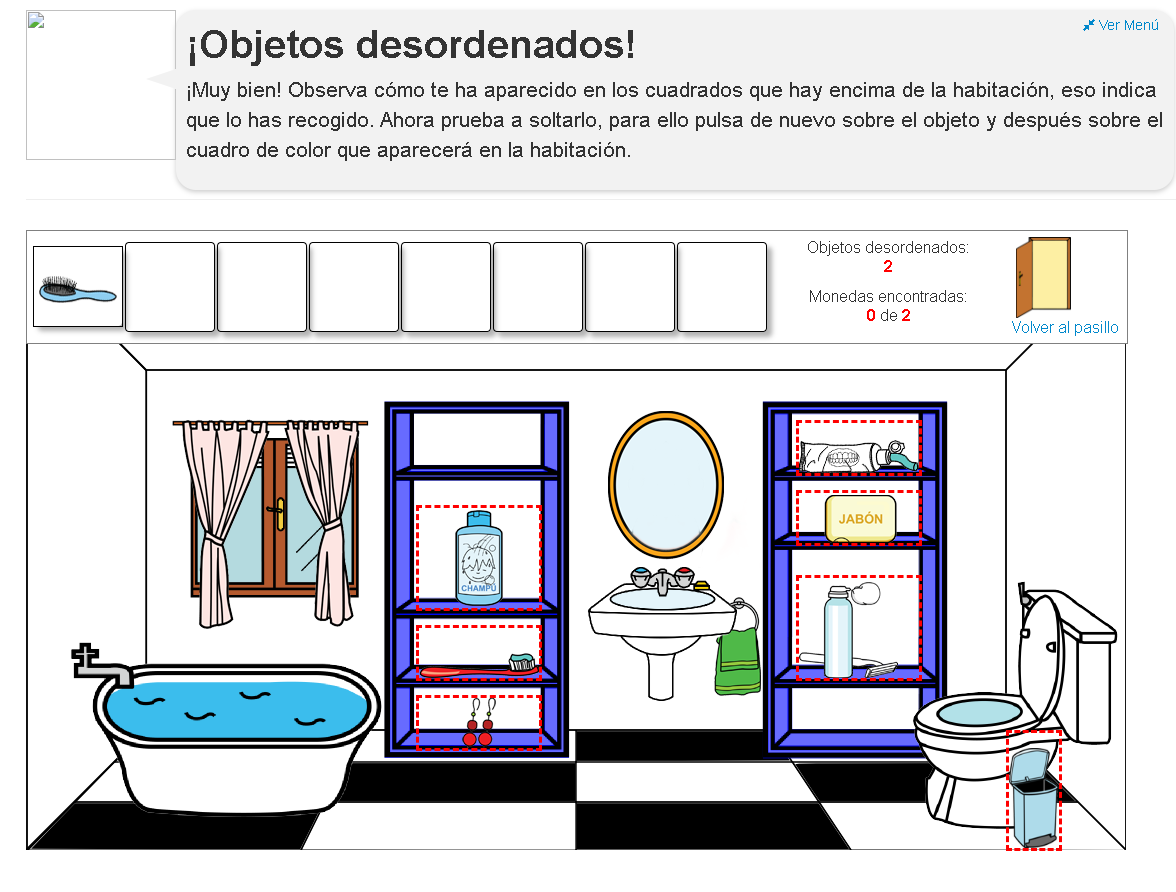 Ver Menú
¡Objetos desordenados!
¡Muy bien! Observa cómo te ha aparecido en los cuadrados que hay encima de la habitación, eso indica
que lo has recogido. Ahora prueba a soltarlo, para ello pulsa de nuevo sobre el objeto y después sobre el
cuadro de color que aparecerá en la habitación.
Objetos desordenados:
2
Monedas encontradas:
0 de 2
Volver al pasillo
JABÓN
CHAMPÚ